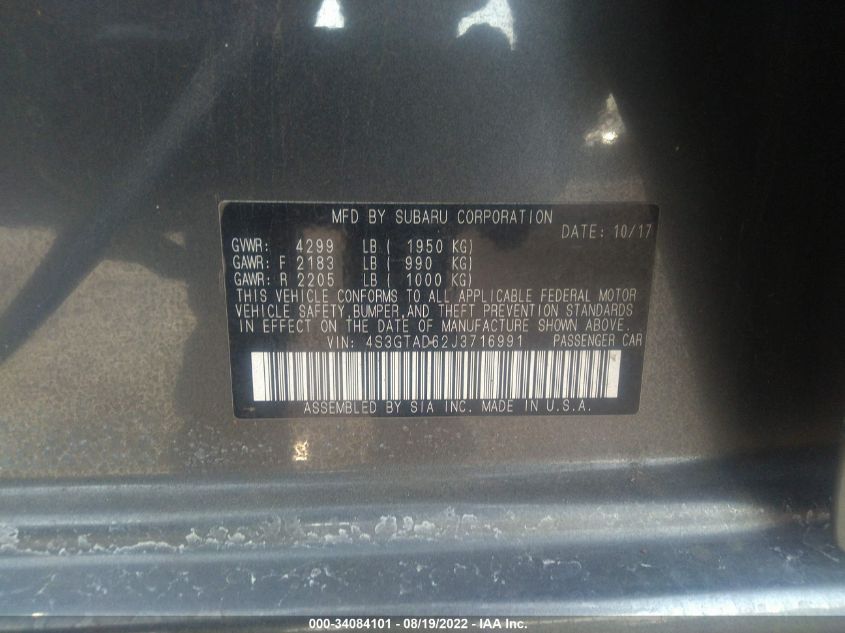 MFD BY SUBARU CORPORATION
DATE: 10/17
GVWR: 4299 LB ( 1950 KG)
GAWR: F 2183 LB ( 990 KG)
GAWR: R 2205 LB ( 1000 KG)
THIS VEHICLE CONFORMS TO ALL APPLICABLE FEDERAL MOTOR
VEHICLE SAFETY,BUMPER,AND THEFT PREVENTION STANDARDS
IN EFFECT ON THE DATE OF MANUFACTURE SHOWN ABOVE.
VIN: 4S3GTAD62J3716991 PASSENGER CAR
ASSEMBLED BY SIA INC. MADE IN U.S.A.
000-34084101 - 08/19/2022 - IAA Inc.